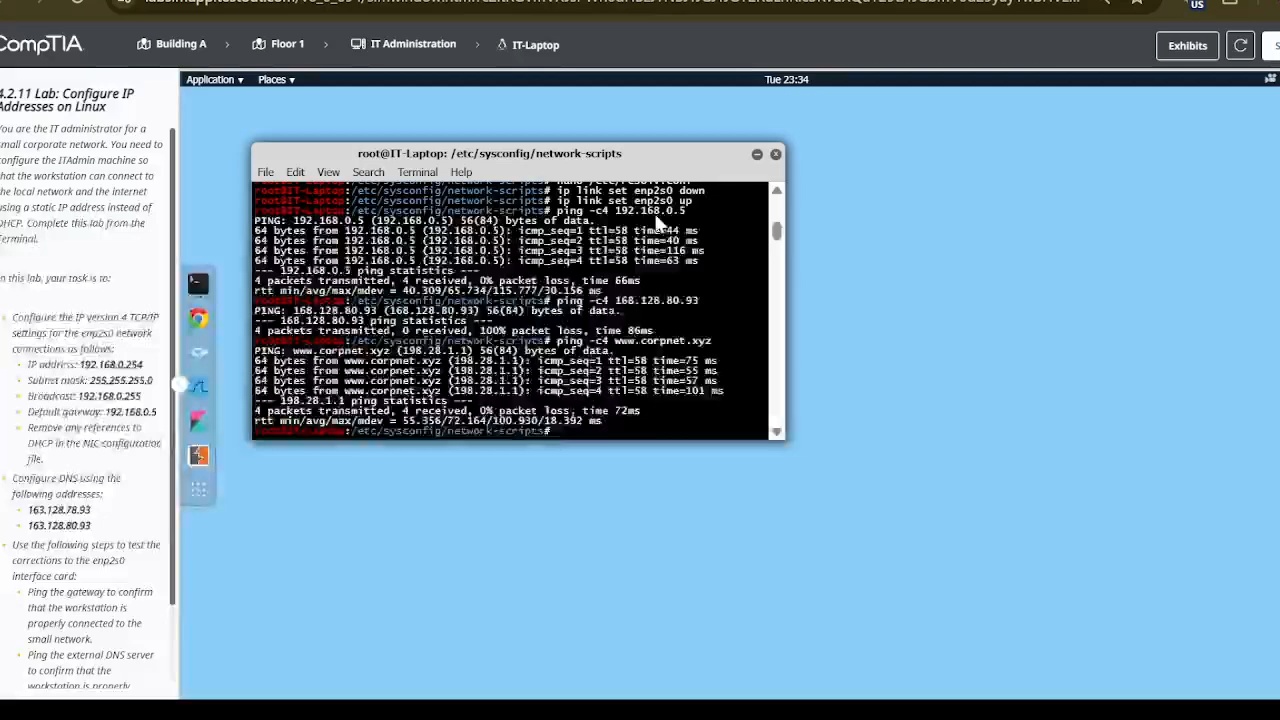 CompTIA
Building A > Floor 1 > IT Administration > IT-Laptop
Exhibits
4.2.11 Lab: Configure IP
Addresses on Linux
You are the IT administrator for a
small corporate network. You need to
configure the ITAdmin machine so
that the workstation can connect to
the local network and the internet
using a static IP address instead of
DHCP. Complete this lab from the
Terminal.
In this lab, your task is to:
Configure the IP version 4 TCP/IP
settings for the enp2s0 network
connections as follows:
IP address: 192.168.0.254
Subnet mask: 255.255.255.0
Broadcast: 192.168.0.255
Default gateway: 192.168.0.5
Remove any references to
DHCP in the NIC configuration
file.
Configure DNS using the
following addresses:
163.128.78.93
163.128.80.93
Use the following steps to test the
corrections to the enp2s0
interface card:
Ping the gateway to confirm
that the workstation is
properly connected to the
small network.
Ping the external DNS server
to confirm that the
workstation is properly
Application ▾ Places ▾ Tue 23:34
root@IT-Laptop: /etc/sysconfig/network-scripts
File Edit View Search Terminal Help
root@IT-Laptop:/etc/sysconfig/network-scripts# ip link set enp2s0 down
root@IT-Laptop:/etc/sysconfig/network-scripts# ip link set enp2s0 up
root@IT-Laptop:/etc/sysconfig/network-scripts# ping -c4 192.168.0.5
PING: 192.168.0.5 (192.168.0.5) 56(84) bytes of data.
64 bytes from 192.168.0.5 (192.168.0.5): icmp_seq=1 ttl=58 time=44 ms
64 bytes from 192.168.0.5 (192.168.0.5): icmp_seq=2 ttl=58 time=40 ms
64 bytes from 192.168.0.5 (192.168.0.5): icmp_seq=3 ttl=58 time=116 ms
64 bytes from 192.168.0.5 (192.168.0.5): icmp_seq=4 ttl=58 time=63 ms
--- 192.168.0.5 ping statistics ---
4 packets transmitted, 4 received, 0% packet loss, time 66ms
rtt min/avg/max/mdev = 40.309/65.734/115.777/30.156 ms
root@IT-Laptop:/etc/sysconfig/network-scripts# ping -c4 168.128.80.93
PING: 168.128.80.93 (168.128.80.93) 56(84) bytes of data.
--- 168.128.80.93 ping statistics ---
4 packets transmitted, 0 received, 100% packet loss, time 86ms
root@IT-Laptop:/etc/sysconfig/network-scripts# ping -c4 www.corpnet.xyz
PING: www.corpnet.xyz (198.28.1.1) 56(84) bytes of data.
64 bytes from www.corpnet.xyz (198.28.1.1): icmp_seq=1 ttl=58 time=75 ms
64 bytes from www.corpnet.xyz (198.28.1.1): icmp_seq=2 ttl=58 time=55 ms
64 bytes from www.corpnet.xyz (198.28.1.1): icmp_seq=3 ttl=58 time=57 ms
64 bytes from www.corpnet.xyz (198.28.1.1): icmp_seq=4 ttl=58 time=101 ms
--- 198.28.1.1 ping statistics ---
4 packets transmitted, 4 received, 0% packet loss, time 72ms
rtt min/avg/max/mdev = 55.356/72.164/100.930/18.392 ms
root@IT-Laptop:/etc/sysconfig/network-scripts#
US